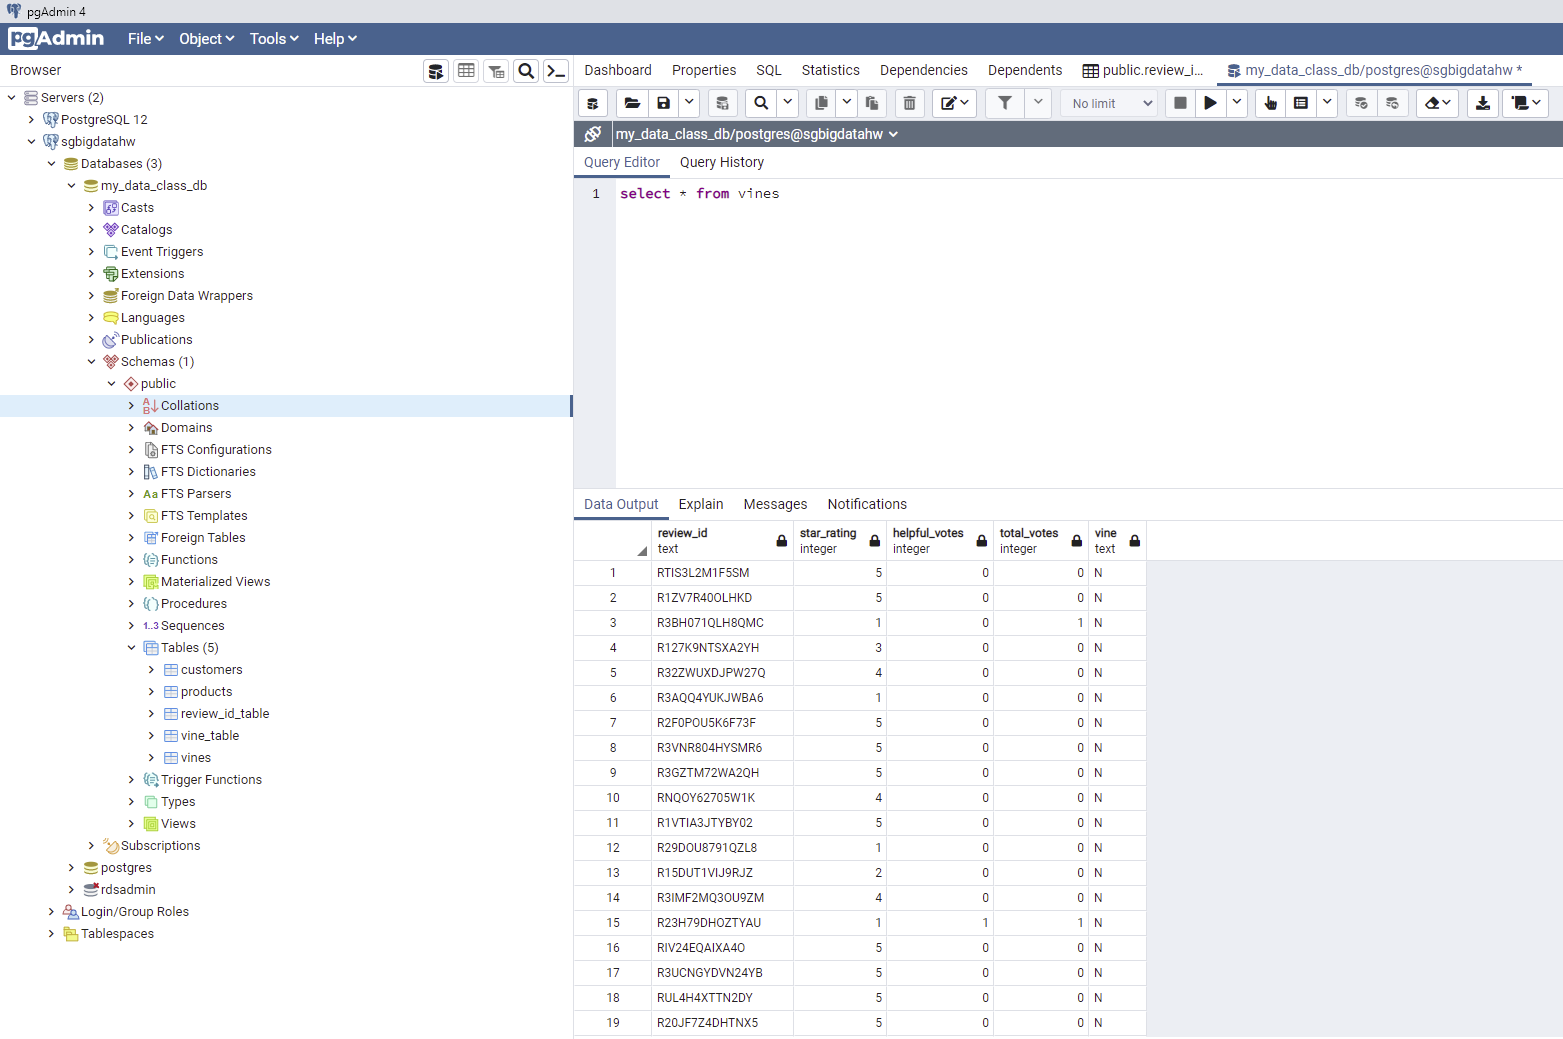 pgAdmin 4
pgAdmin File Object Tools Help
Browser
Servers (2)
PostgreSQL 12
sgbigdatahw
Databases (3)
my_data_class_db
Casts
Catalogs
Event Triggers
Extensions
Foreign Data Wrappers
Languages
Publications
Schemas (1)
public
Collations
Domains
FTS Configurations
FTS Dictionaries
Aa FTS Parsers
FTS Templates
Foreign Tables
Functions
Materialized Views
Procedures
1..3 Sequences
Tables (5)
customers
products
review_id_table
vine_table
vines
Trigger Functions
Types
Views
Subscriptions
postgres
rdsadmin
Login/Group Roles
Tablespaces
Dashboard Properties SQL Statistics Dependencies Dependents public.review_i... my_data_class_db/postgres@sgbigdatahw *
No limit
my_data_class_db/postgres@sgbigdatahw
Query Editor Query History
1 select * from vines
Data Output Explain Messages Notifications
review_id star_rating helpful_votes total_votes vine
text integer integer integer text
1 RTIS3L2M1F5SM 5 0 0 N
2 R1ZV7R40OLHKD 5 0 0 N
3 R3BH071QLH8QMC 1 0 1 N
4 R127K9NTSXA2YH 3 0 0 N
5 R32ZWUXDJPW27Q 4 0 0 N
6 R3AQQ4YUKJWBA6 1 0 0 N
7 R2F0POU5K6F73F 5 0 0 N
8 R3VNR804HYSMR6 5 0 0 N
9 R3GZTM72WA2QH 5 0 0 N
10 RNQOY62705W1K 4 0 0 N
11 R1VTIA3JTYBY02 5 0 0 N
12 R29DOU8791QZL8 1 0 0 N
13 R15DUT1VIJ9RJZ 2 0 0 N
14 R3IMF2MQ3OU9ZM 4 0 0 N
15 R23H79DHOZTYAU 1 1 1 N
16 RIV24EQAIXA4O 5 0 0 N
17 R3UCNGYDVN24YB 5 0 0 N
18 RUL4H4XTTN2DY 5 0 0 N
19 R20JF7Z4DHTNX5 5 0 0 N